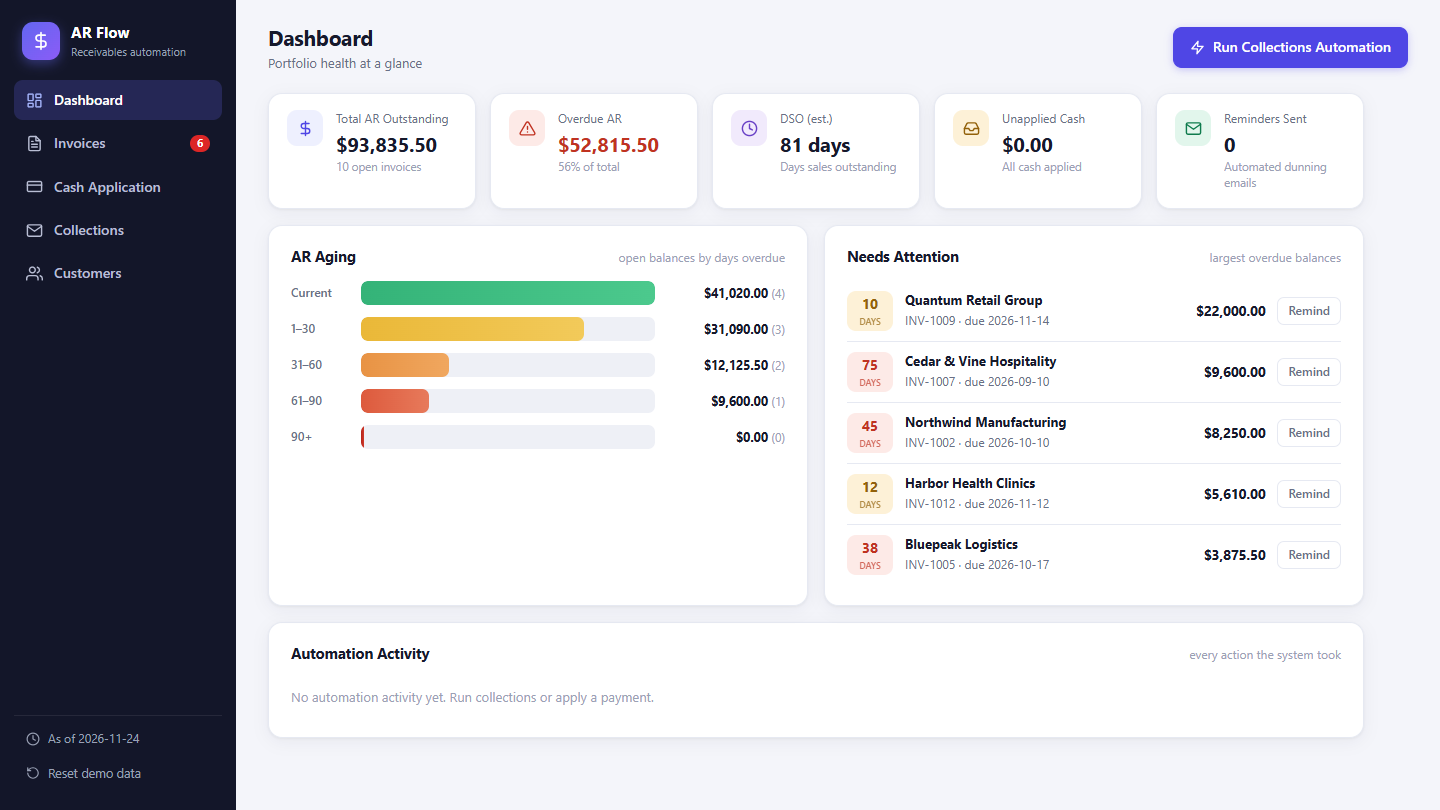 AR Flow
Receivables automation
Dashboard
Invoices 6
Cash Application
Collections
Customers
As of 2026-11-24
Reset demo data
Dashboard
Portfolio health at a glance
Run Collections Automation
Total AR Outstanding
$93,835.50
10 open invoices
Overdue AR
$52,815.50
56% of total
DSO (est.)
81 days
Days sales outstanding
Unapplied Cash
$0.00
All cash applied
Reminders Sent
0
Automated dunning
emails
AR Aging open balances by days overdue
Current $41,020.00 (4)
1–30 $31,090.00 (3)
31–60 $12,125.50 (2)
61–90 $9,600.00 (1)
90+ $0.00 (0)
Needs Attention largest overdue balances
10 DAYS
Quantum Retail Group
INV-1009 · due 2026-11-14
$22,000.00 Remind
75 DAYS
Cedar & Vine Hospitality
INV-1007 · due 2026-09-10
$9,600.00 Remind
45 DAYS
Northwind Manufacturing
INV-1002 · due 2026-10-10
$8,250.00 Remind
12 DAYS
Harbor Health Clinics
INV-1012 · due 2026-11-12
$5,610.00 Remind
38 DAYS
Bluepeak Logistics
INV-1005 · due 2026-10-17
$3,875.50 Remind
Automation Activity every action the system took
No automation activity yet. Run collections or apply a payment.